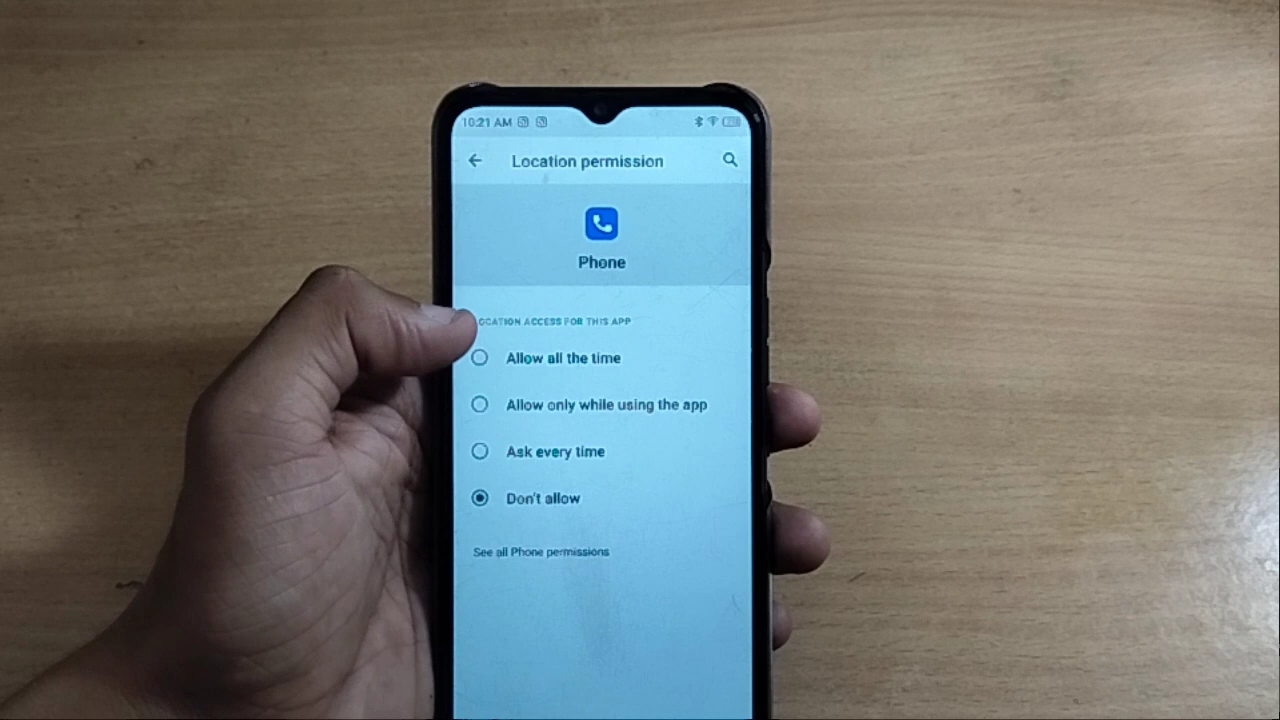 10:21 AM
Location permission
Phone
OCATION ACCESS FOR THIS APP
Allow all the time
Allow only while using the app
Ask every time
Don't allow
See all Phone permissions